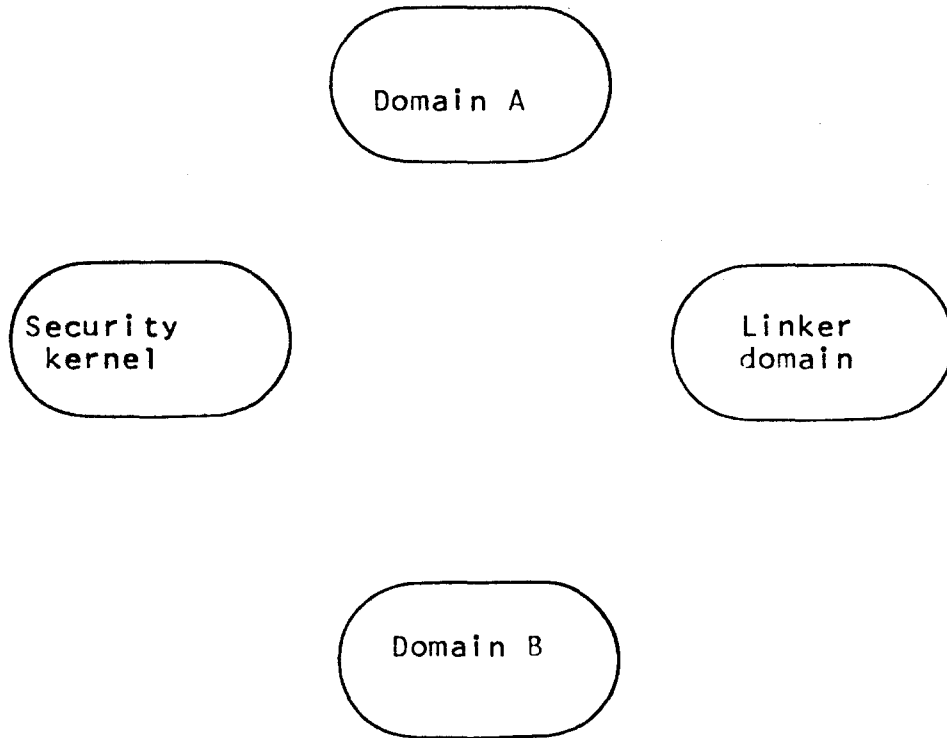 Domain A
Security
kernel
Linker
domain
Domain B